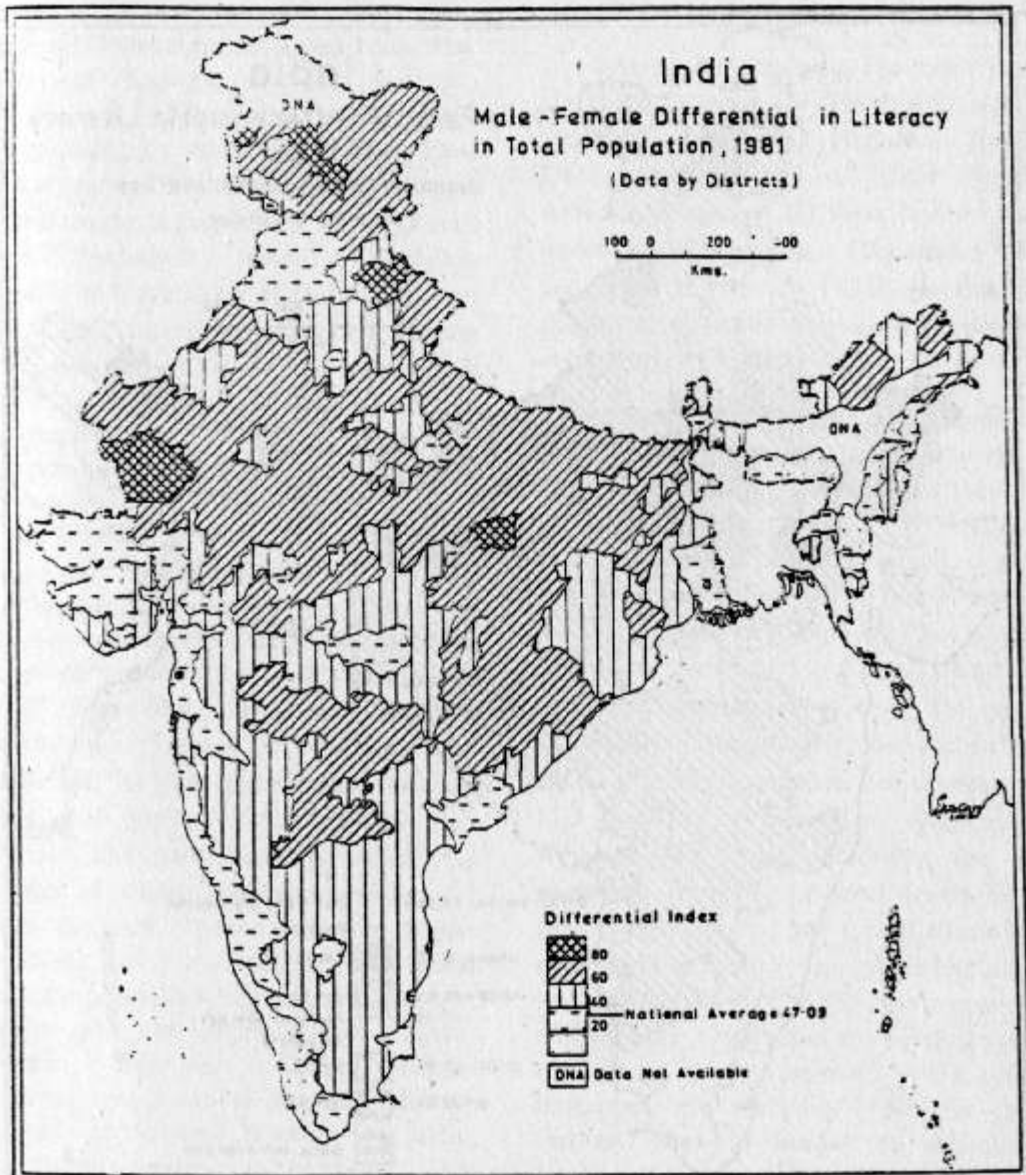 DNA
India
Male-Female Differential in Literacy
in Total Population, 1981
(Data by Districts)
100 0 200 400
Kms.
DNA
Differential Index
80
60
40
National Average 47·09
20
DNA Data Not Available